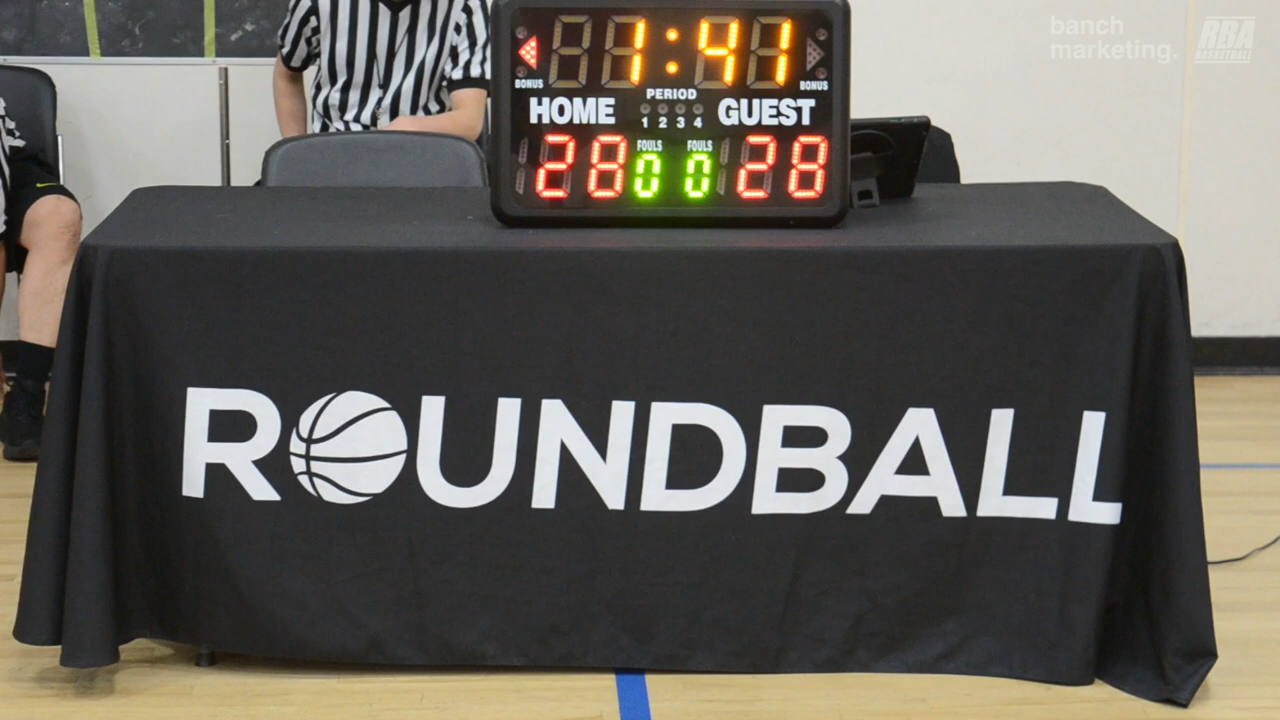 banch
marketing.
RBA
BASKETBALL
1:41
BONUS
BONUS
PERIOD
HOME
GUEST
1 2 3 4
FOULS
FOULS
28
0
0
28
ROUNDBALL